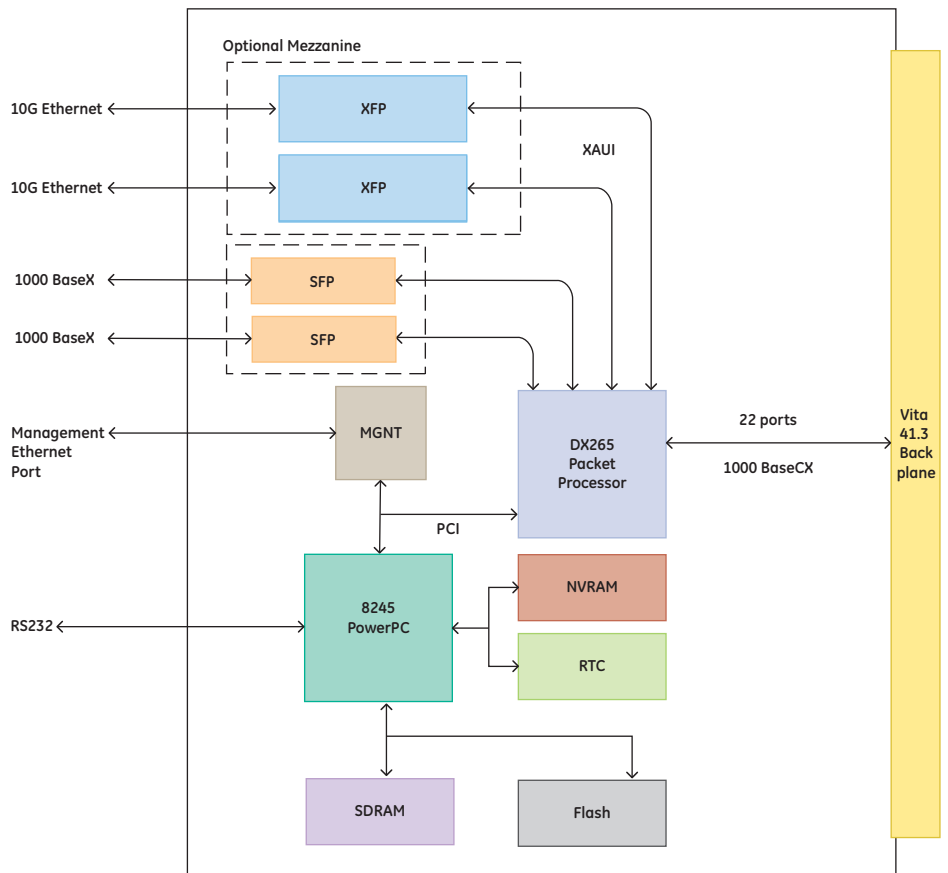 Optional Mezzanine
10G Ethernet
XFP
XAUI
10G Ethernet
XFP
1000 BaseX
SFP
1000 BaseX
SFP
Management
Ethernet
Port
MGNT
DX265
Packet
Processor
22 ports
1000 BaseCX
Vita
41.3
Back
plane
PCI
RS232
8245
PowerPC
NVRAM
RTC
SDRAM
Flash